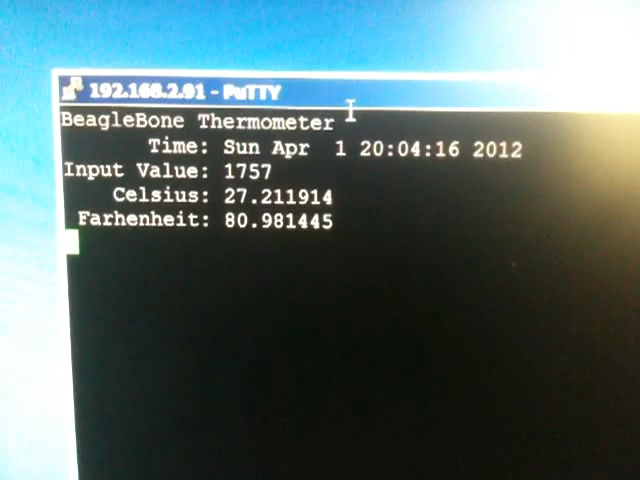 192.168.2.91 - PuTTY
BeagleBone Thermometer
Time: Sun Apr  1 20:04:16 2012
Input Value: 1757
Celsius: 27.211914
Farhenheit: 80.981445